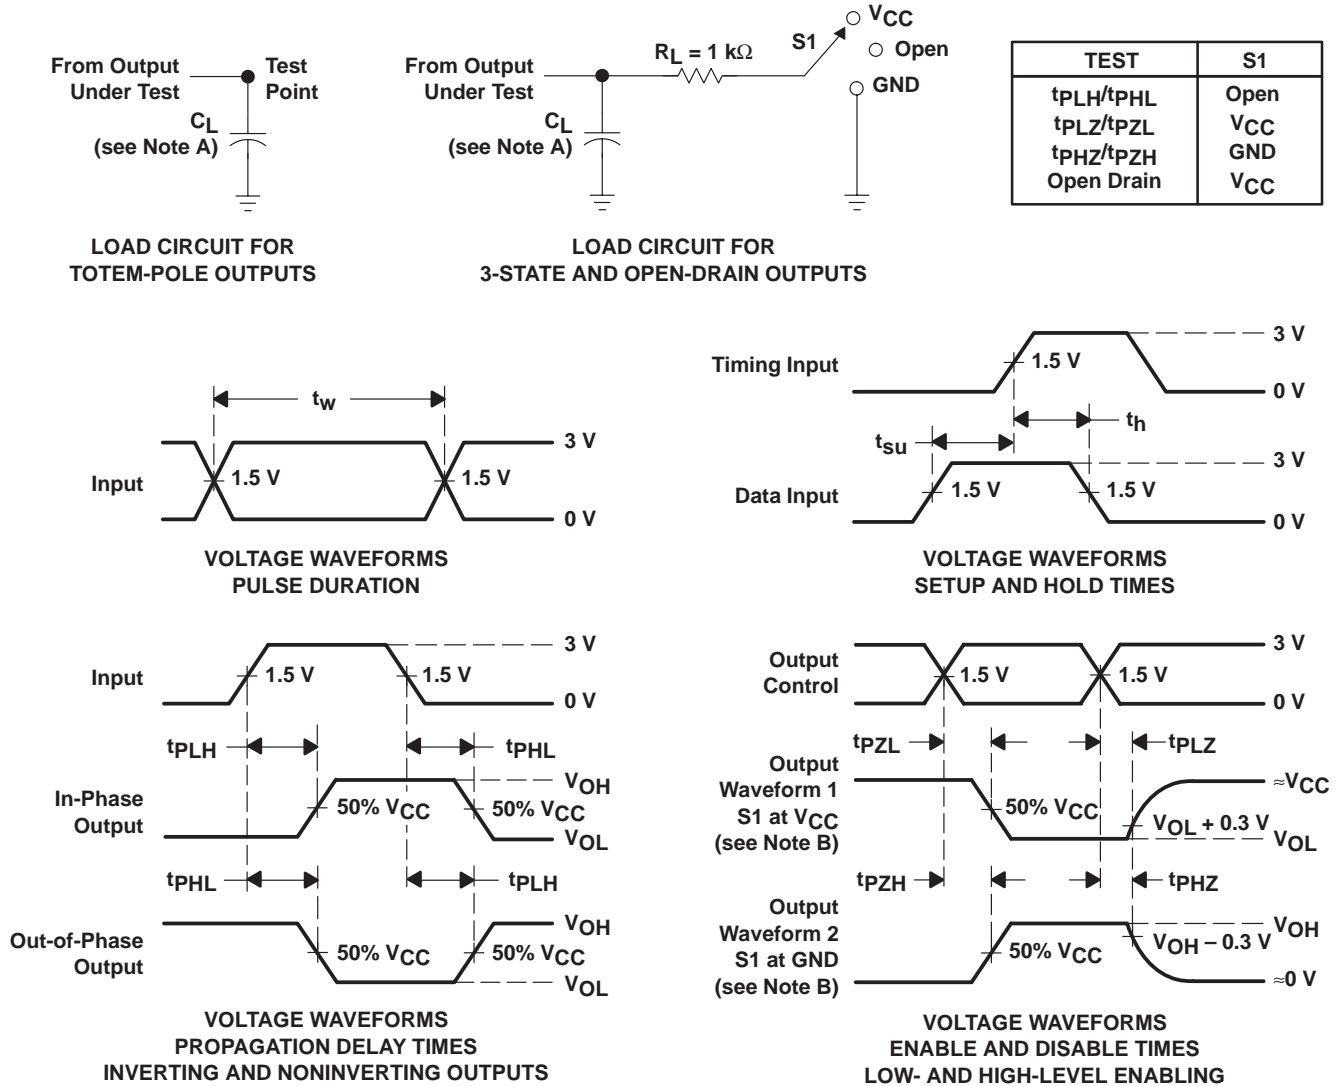 From Output
Under Test
Test
Point
CL
(see Note A)
LOAD CIRCUIT FOR
TOTEM-POLE OUTPUTS
From Output
Under Test
CL
(see Note A)
RL = 1 kΩ
S1
VCC
Open
GND
LOAD CIRCUIT FOR
3-STATE AND OPEN-DRAIN OUTPUTS
TEST S1
tPLH/tPHL Open
tPLZ/tPZL VCC
tPHZ/tPZH GND
Open Drain VCC
tw
Input
1.5 V
1.5 V
3 V
0 V
VOLTAGE WAVEFORMS
PULSE DURATION
Timing Input
1.5 V
3 V
0 V
tsu
th
Data Input
1.5 V
1.5 V
3 V
0 V
VOLTAGE WAVEFORMS
SETUP AND HOLD TIMES
Input
1.5 V
1.5 V
3 V
0 V
tPLH
tPHL
In-Phase
Output
50% VCC
50% VCC
VOH
VOL
tPHL
tPLH
Out-of-Phase
Output
50% VCC
50% VCC
VOH
VOL
VOLTAGE WAVEFORMS
PROPAGATION DELAY TIMES
INVERTING AND NONINVERTING OUTPUTS
Output
Control
1.5 V
1.5 V
3 V
0 V
tPZL
tPLZ
Output
Waveform 1
S1 at VCC
(see Note B)
50% VCC
≈VCC
VOL + 0.3 V
VOL
tPZH
tPHZ
Output
Waveform 2
S1 at GND
(see Note B)
50% VCC
VOH
VOH − 0.3 V
≈0 V
VOLTAGE WAVEFORMS
ENABLE AND DISABLE TIMES
LOW- AND HIGH-LEVEL ENABLING